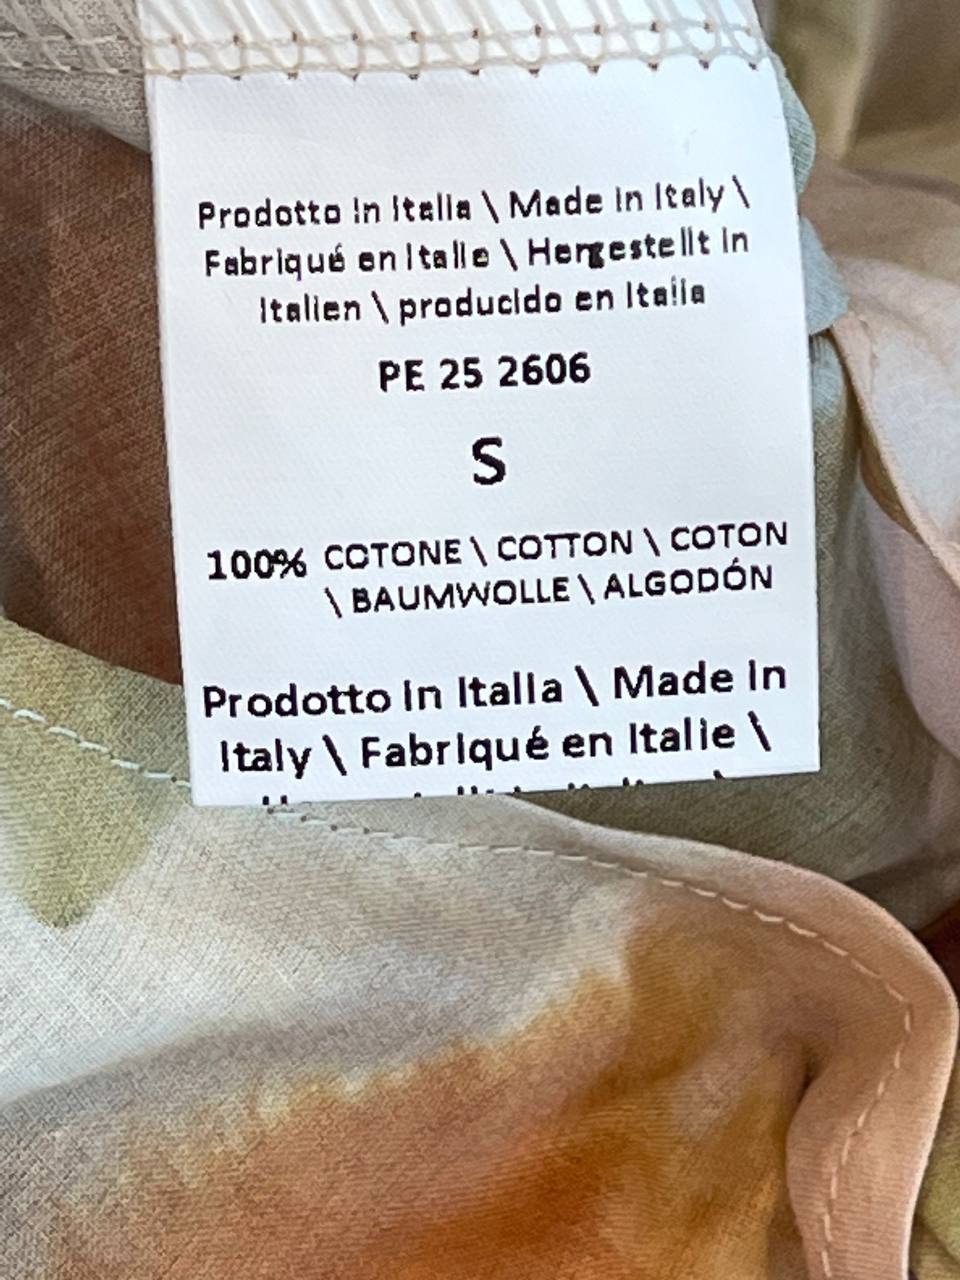 Prodotto in Italia \ Made in Italy \
Fabriqué en Italie \ Hergestellt in
Italien \ producido en Italia
PE 25 2606
S
100% COTONE \ COTTON \ COTON
\ BAUMWOLLE \ ALGODÓN
Prodotto in Italia \ Made in
Italy \ Fabriqué en Italie \